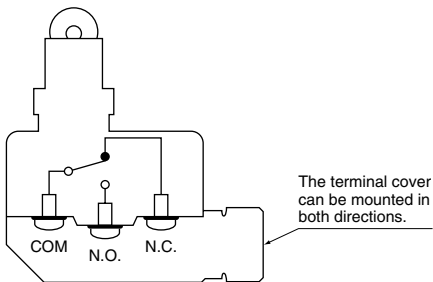 The terminal cover
can be mounted in
both directions.
COM N.O. N.C.